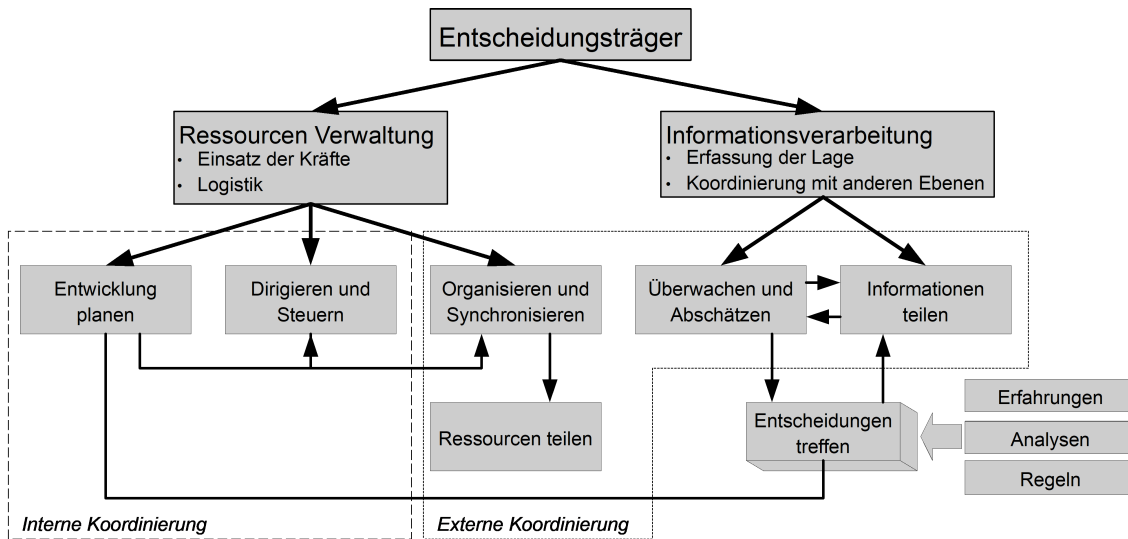 Entscheidungsträger
Ressourcen Verwaltung
• Einsatz der Kräfte
• Logistik
Informationsverarbeitung
• Erfassung der Lage
• Koordinierung mit anderen Ebenen
Entwicklung
planen
Dirigieren und
Steuern
Organisieren und
Synchronisieren
Überwachen und
Abschätzen
Informationen
teilen
Ressourcen teilen
Entscheidungen
treffen
Erfahrungen
Analysen
Regeln
Interne Koordinierung
Externe Koordinierung